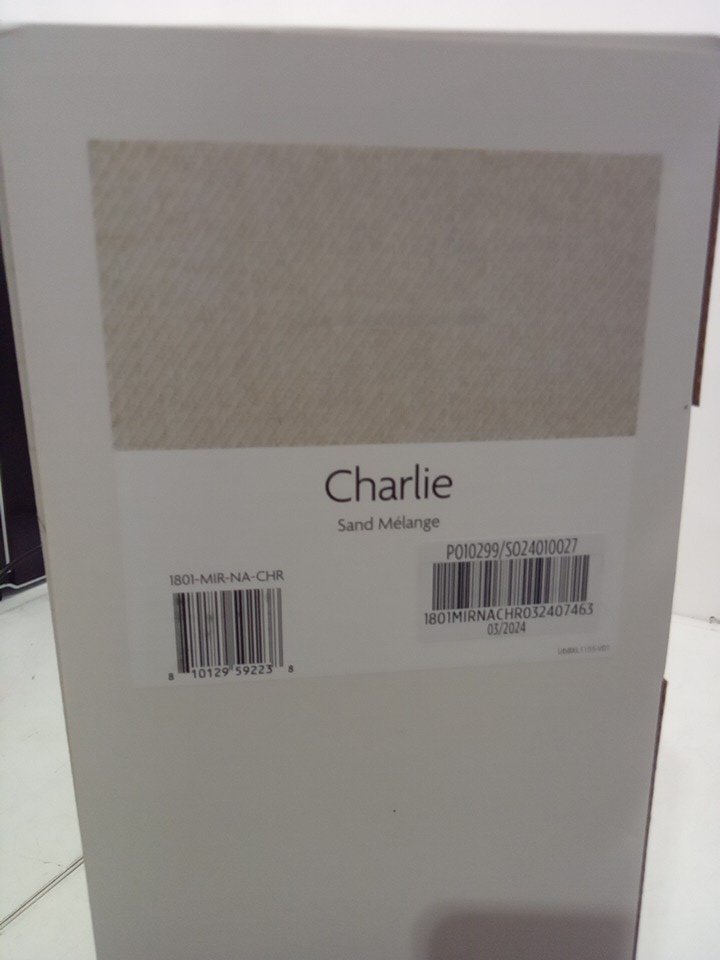 Charlie
Sand Mélange
P010299/S024010027
1801-MIR-NA-CHR
1801MIRNACHR032407463
03/2024
8 10129 59223 8